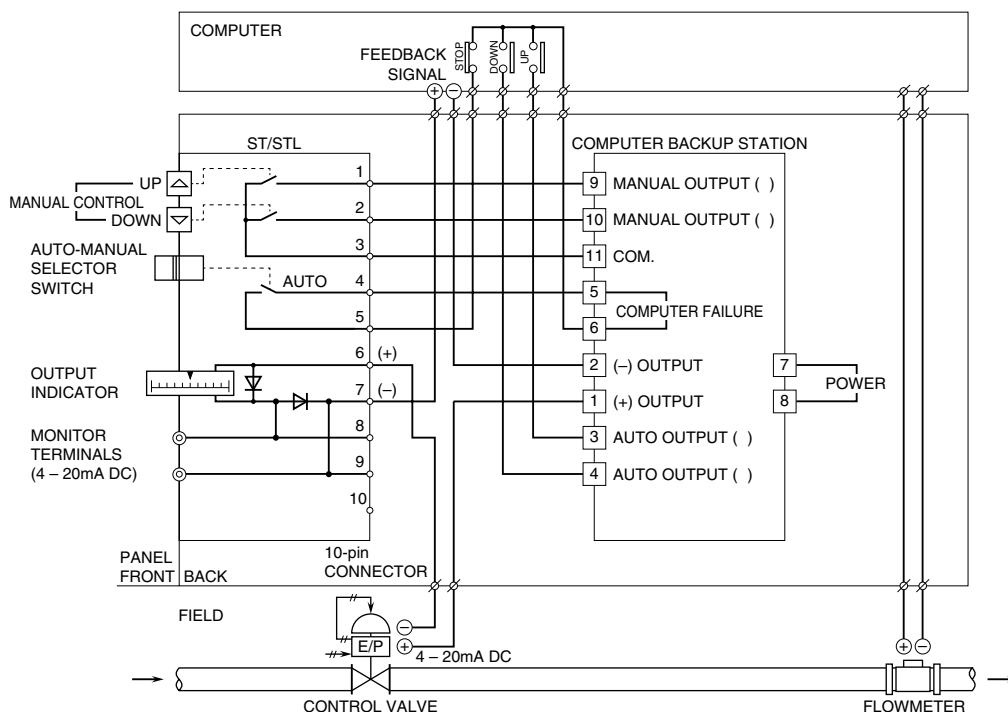 COMPUTER
FEEDBACK
SIGNAL
STOP
DOWN
UP
+
−
ST/STL
COMPUTER BACKUP STATION
UP
MANUAL CONTROL
DOWN
AUTO-MANUAL
SELECTOR
SWITCH
AUTO
1
2
3
4
5
6 (+)
7 (–)
8
9
10
9 MANUAL OUTPUT ( )
10 MANUAL OUTPUT ( )
11 COM.
5
COMPUTER FAILURE
6
2 (–) OUTPUT
1 (+) OUTPUT
3 AUTO OUTPUT ( )
4 AUTO OUTPUT ( )
7
POWER
8
OUTPUT
INDICATOR
MONITOR
TERMINALS
(4 – 20mA DC)
10-pin
CONNECTOR
PANEL
FRONT BACK
FIELD
E/P
−
+
4 – 20mA DC
+
−
CONTROL VALVE
FLOWMETER